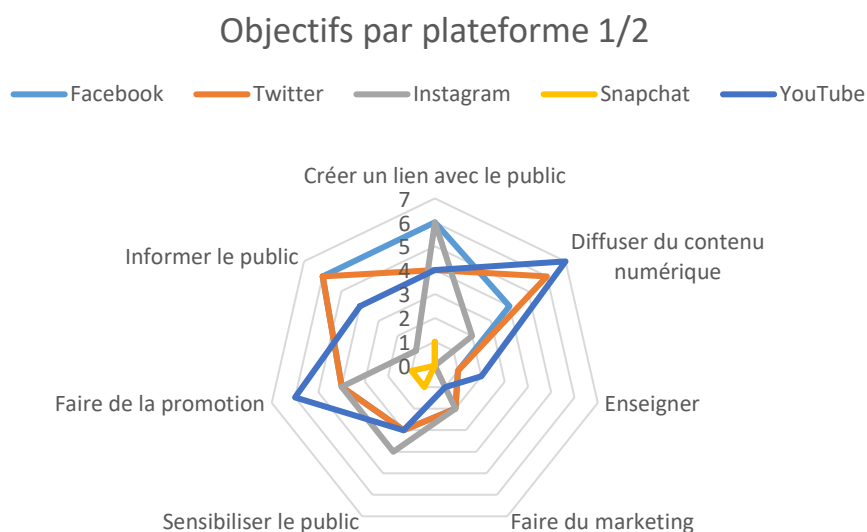 Objectifs par plateforme 1/2
Facebook
Twitter
Instagram
Snapchat
YouTube
Créer un lien avec le public
7
6
5
4
3
2
1
0
Diffuser du contenu
numérique
Enseigner
Faire du marketing
Sensibiliser le public
Faire de la promotion
Informer le public